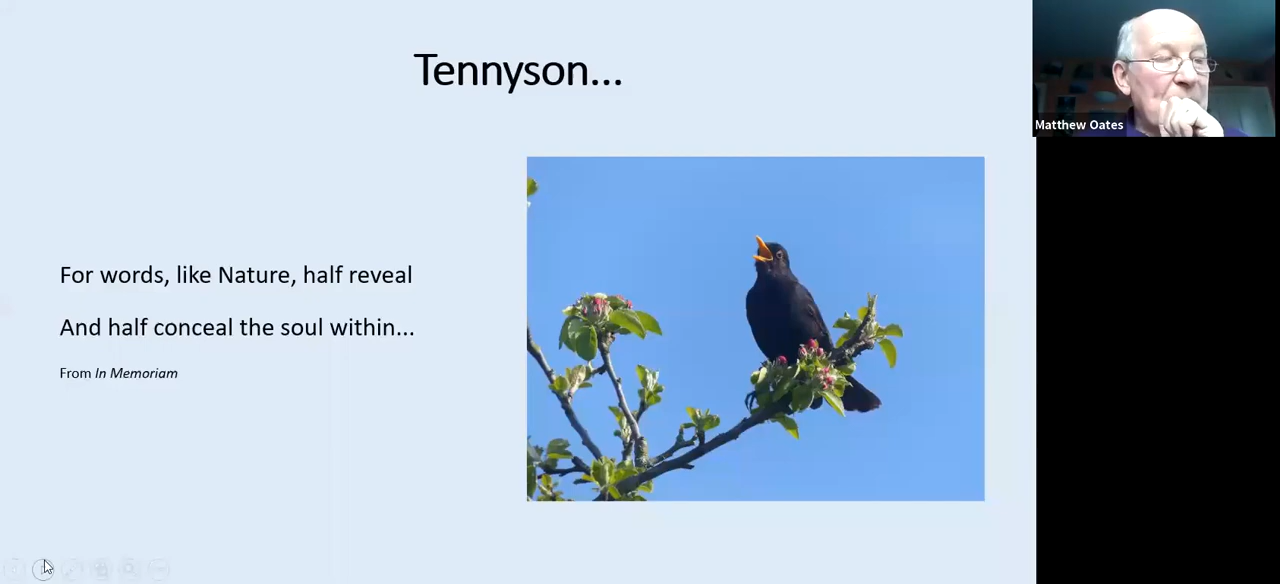 Tennyson...
For words, like Nature, half reveal
And half conceal the soul within...
From In Memoriam
Matthew Oates